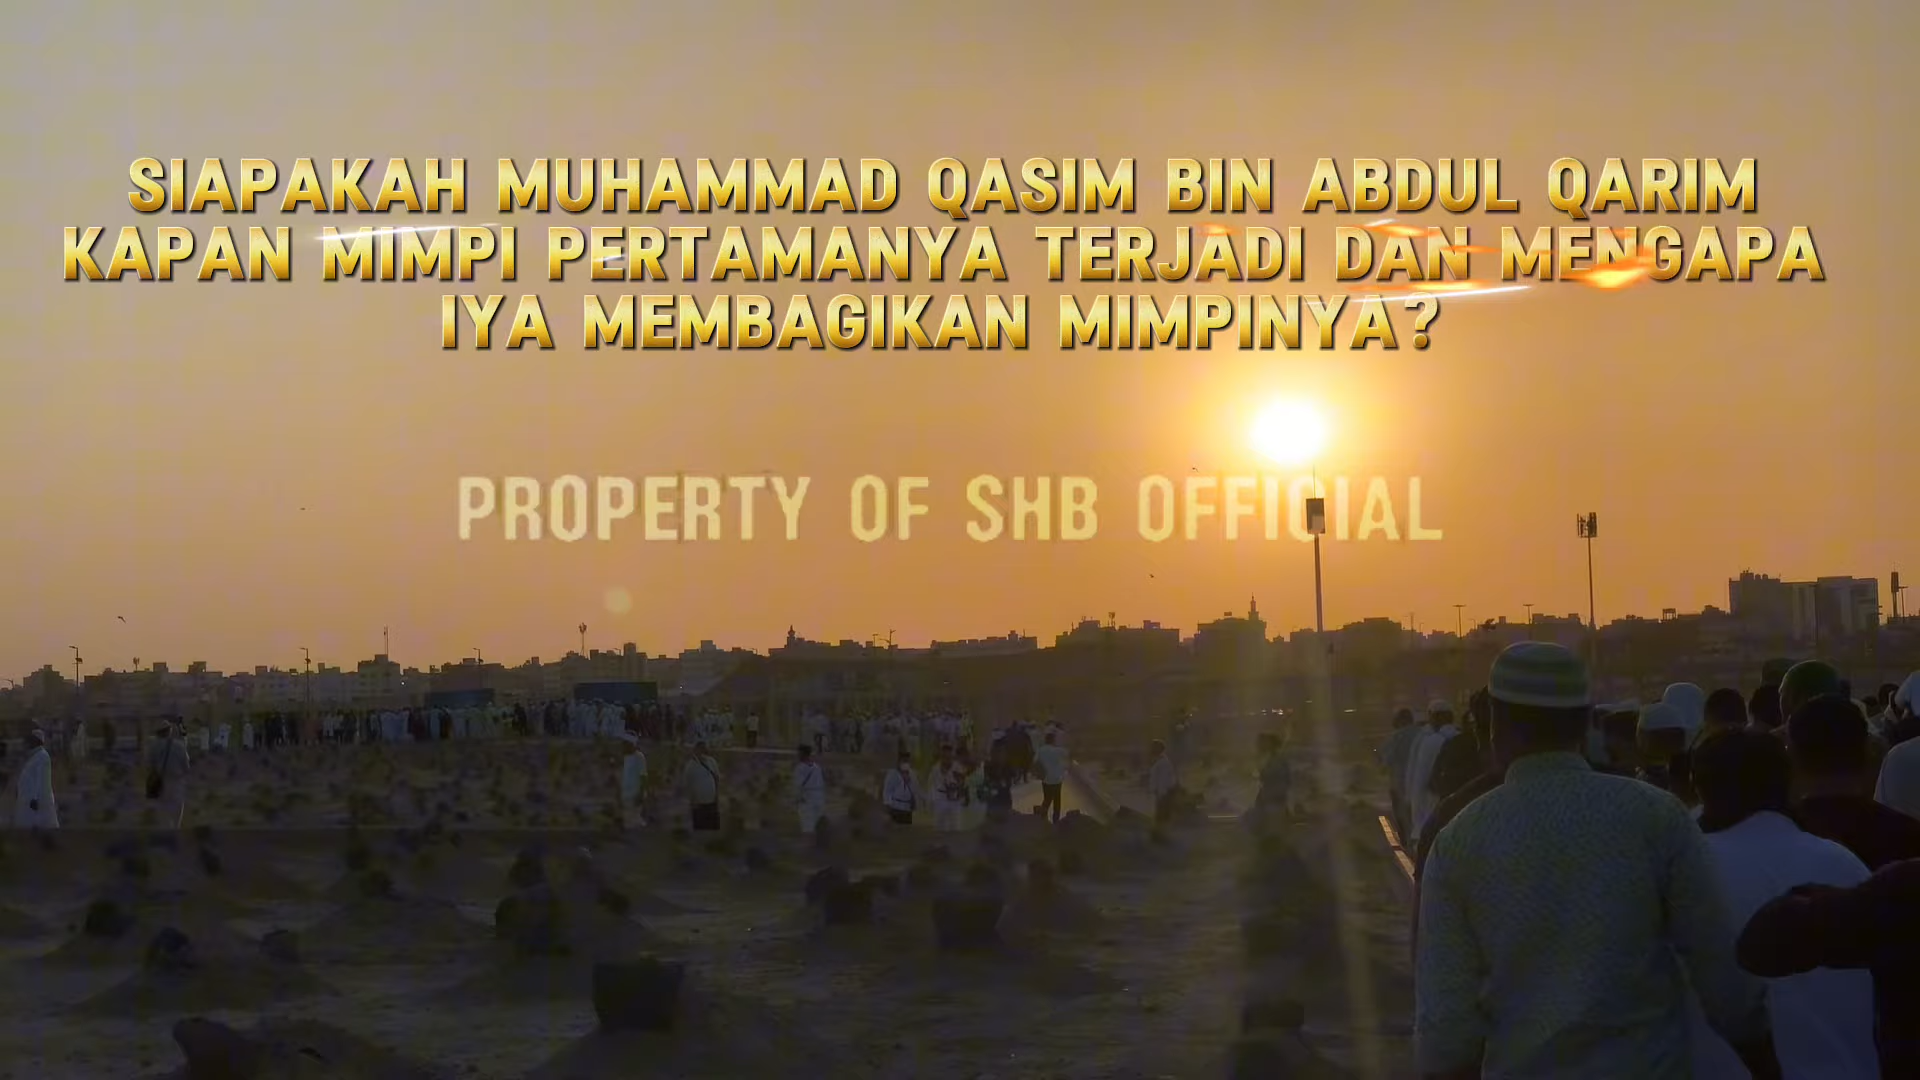 SIAPAKAH MUHAMMAD QASIM BIN ABDUL QARIM
KAPAN MIMPI PERTAMANYA TERJADI DAN MENGAPA
IYA MEMBAGIKAN MIMPINYA?
PROPERTY OF SHB OFFICIAL